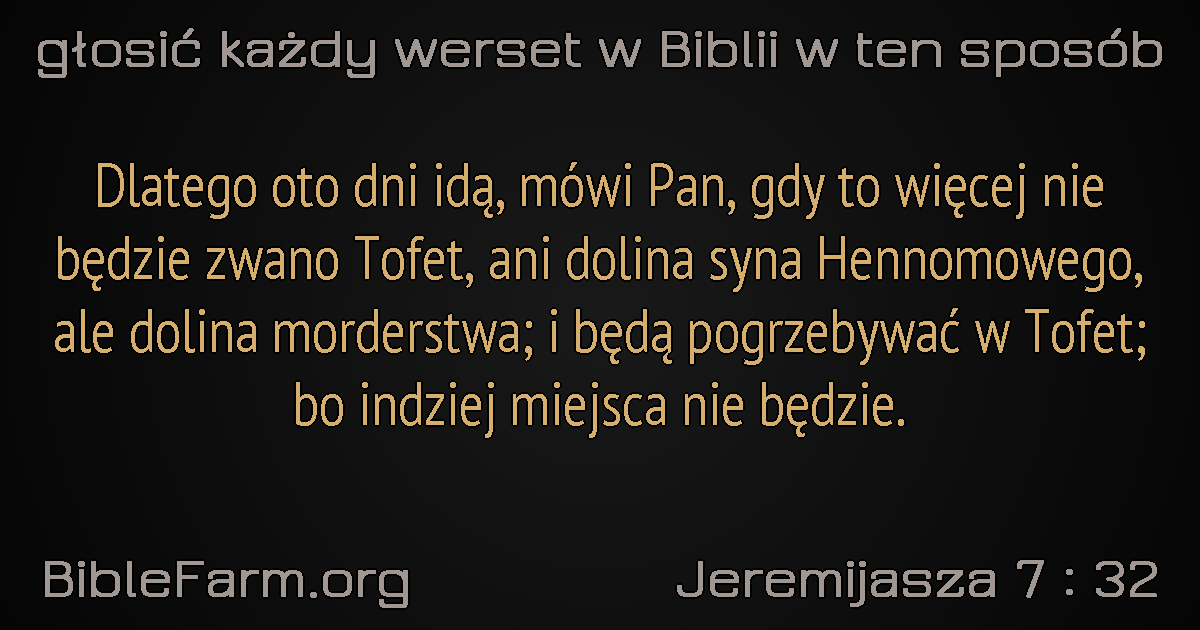 głosić każdy werset w Biblii w ten sposób
Dlatego oto dni idą, mówi Pan, gdy to więcej nie
będzie zwano Tofet, ani dolina syna Hennomowego,
ale dolina morderstwa; i będą pogrzebywać w Tofet;
bo indziej miejsca nie będzie.
BibleFarm.org
Jeremijasza 7 : 32